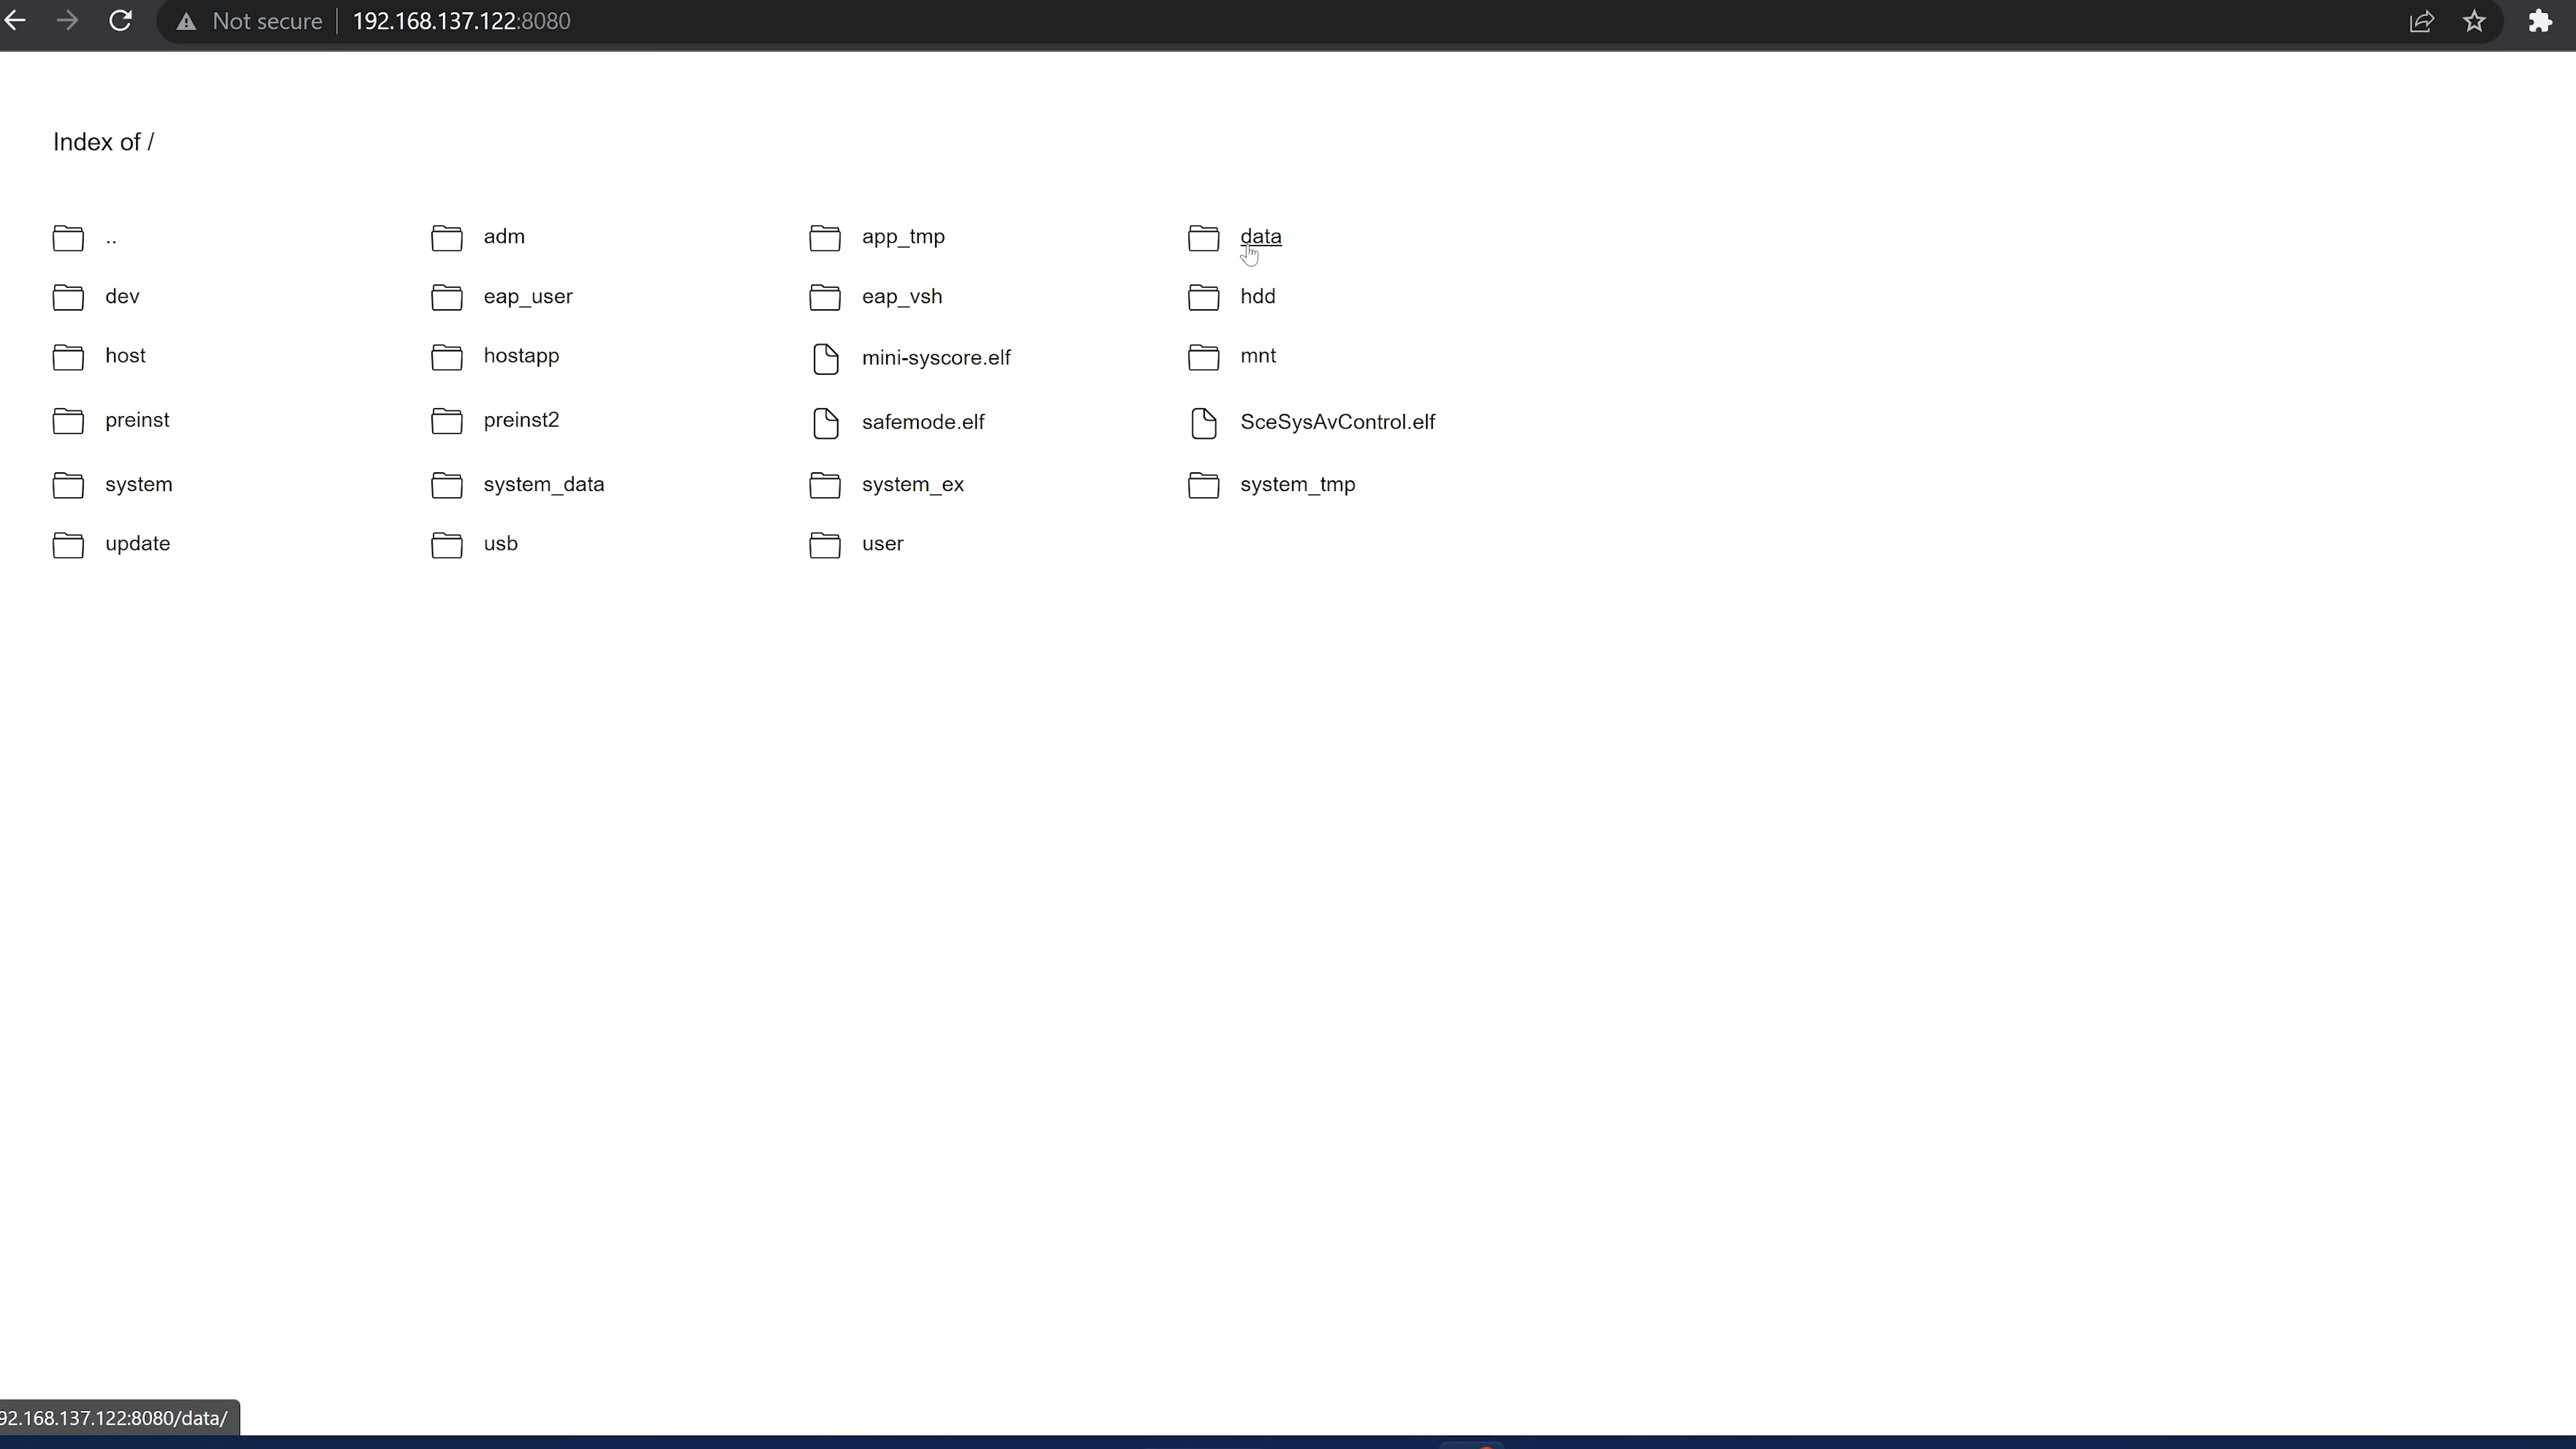 Not secure 192.168.137.122:8080
Index of /
.. adm app_tmp data
dev eap_user eap_vsh hdd
host hostapp mini-syscore.elf mnt
preinst preinst2 safemode.elf SceSysAvControl.elf
system system_data system_ex system_tmp
update usb user
92.168.137.122:8080/data/